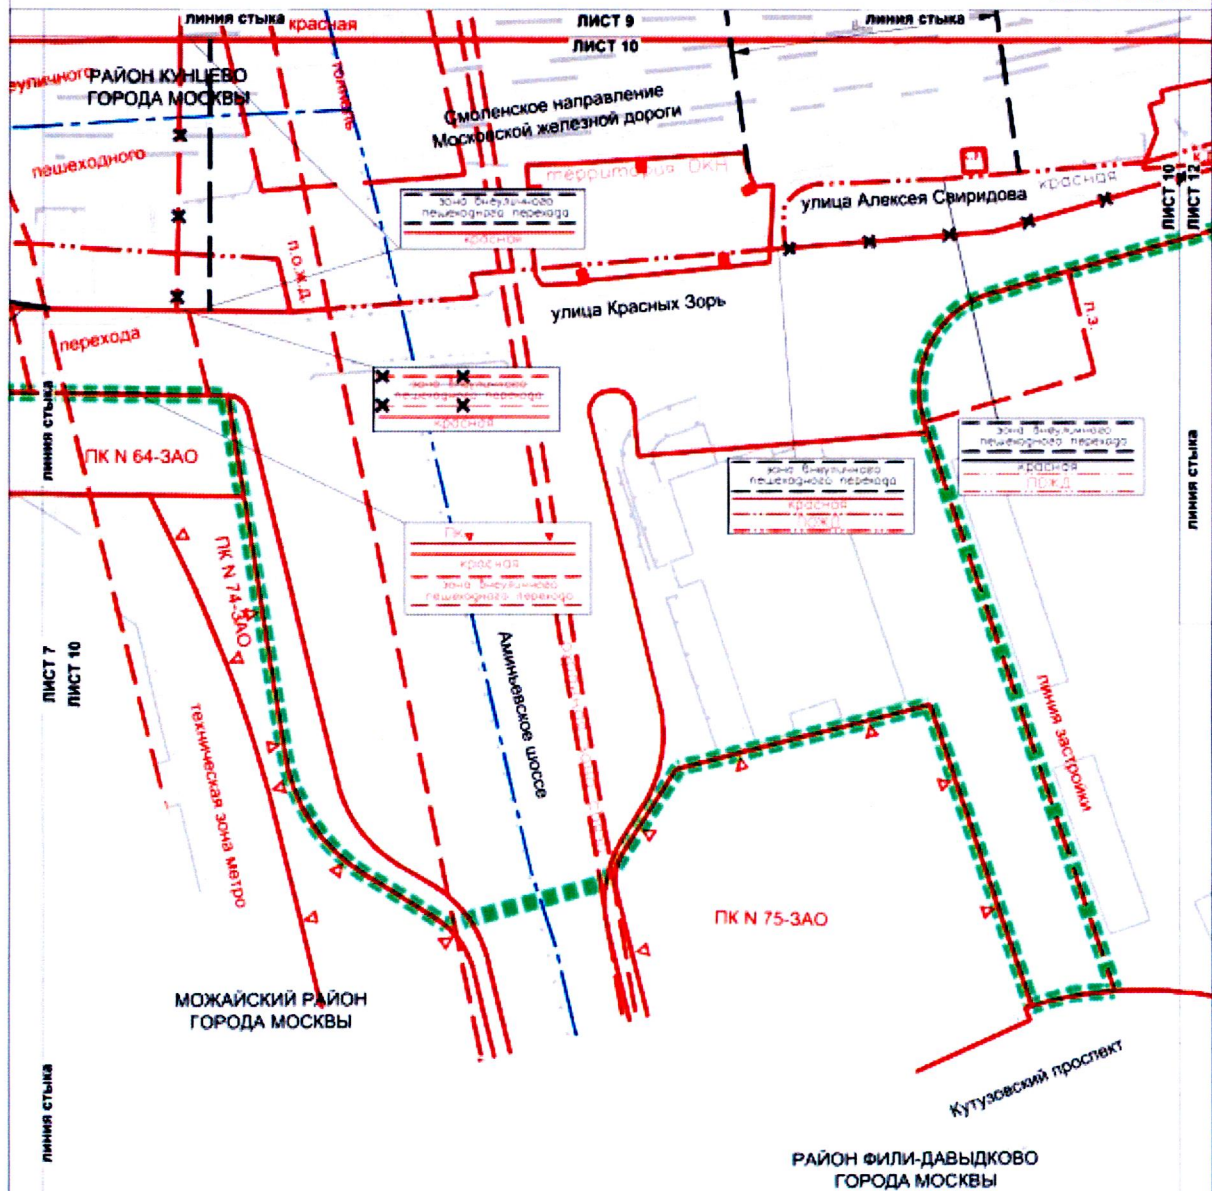 линия стыка
красная
ЛИСТ 9
линия стыка
ЛИСТ 10
РАЙОН КУНЦЕВО
ГОРОДА МОСКВЫ
тоннель
Смоленское направление
Московской железной дороги
пешеходного
территория ОКН
улица Алексея Свиридова
красная
ЛИСТ 10
ЛИСТ 12
зона внеуличного
пешеходного перехода
красная
п.о.ж.д.
улица Красных Зорь
п.з.
перехода
зона внеуличного
пешеходного перехода
красная
линия стыка
ПК N 64-ЗАО
зона внеуличного
пешеходного перехода
красная
ПОЖД
зона внеуличного
пешеходного перехода
красная
ПОЖД
линия стыка
ПК
красная
зона внеуличного
пешеходного перехода
ПК N 74-ЗАО
ЛИСТ 7
ЛИСТ 10
Аминьевское шоссе
линия застройки
техническая зона метро
ПК N 75-ЗАО
МОЖАЙСКИЙ РАЙОН
ГОРОДА МОСКВЫ
линия стыка
Кутузовский проспект
РАЙОН ФИЛИ-ДАВЫДКОВО
ГОРОДА МОСКВЫ